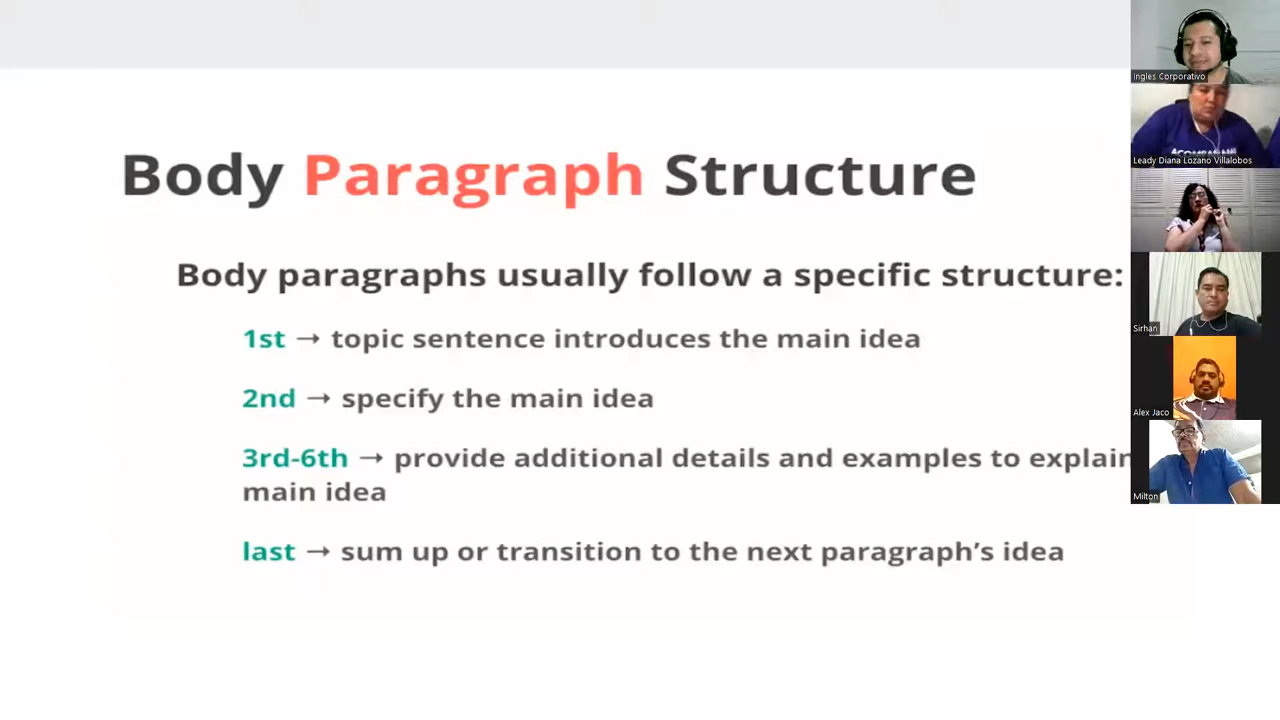 Body Paragraph Structure
Body paragraphs usually follow a specific structure:
1st → topic sentence introduces the main idea
2nd → specify the main idea
3rd-6th → provide additional details and examples to explain
main idea
last → sum up or transition to the next paragraph's idea
Ingles Corporativo
Leady Diana Lozano Villalobos
Sirhan
Alex Jaco
Milton